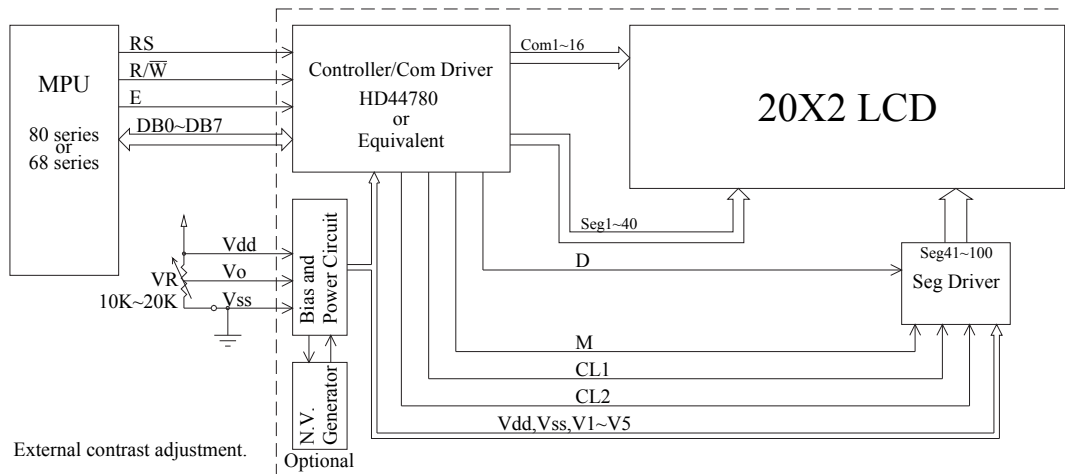 MPU
80 series
or
68 series
RS
R/W̅
E
DB0~DB7
Controller/Com Driver
HD44780
or
Equivalent
Com1~16
20X2 LCD
Seg1~40
Seg41~100
Seg Driver
D
M
CL1
CL2
Vdd,Vss,V1~V5
Vdd
Vo
Vss
VR
10K~20K
Bias and
Power Circuit
N.V.
Generator
Optional
External contrast adjustment.